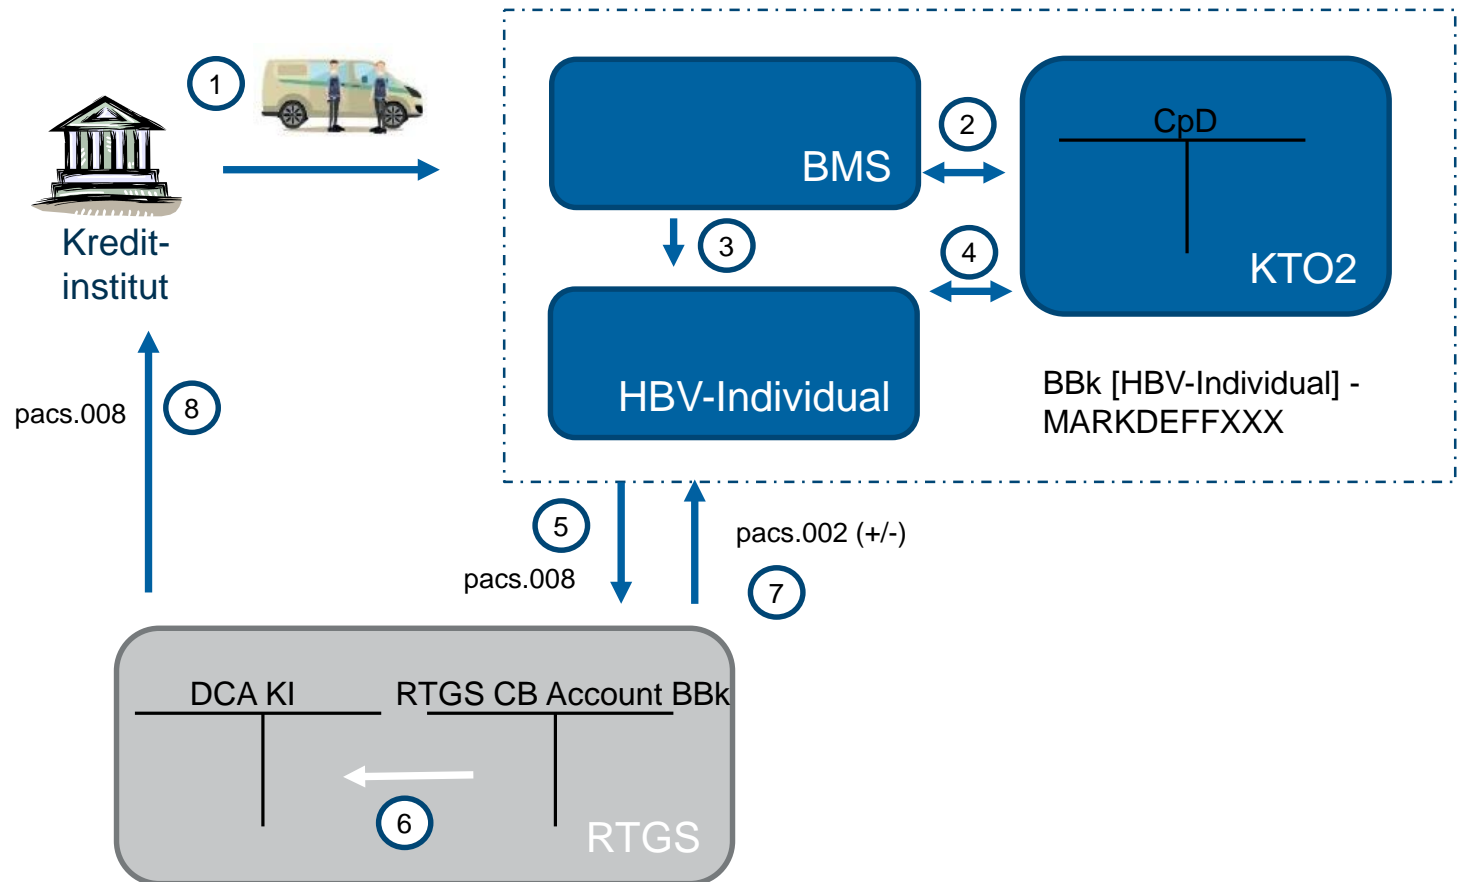 1
Kredit-
institut
BMS
2
CpD
KTO2
3
4
HBV-Individual
BBk [HBV-Individual] -
MARKDEFFXXX
pacs.008
8
5
pacs.008
pacs.002 (+/-)
7
DCA KI
RTGS CB Account BBk
6
RTGS